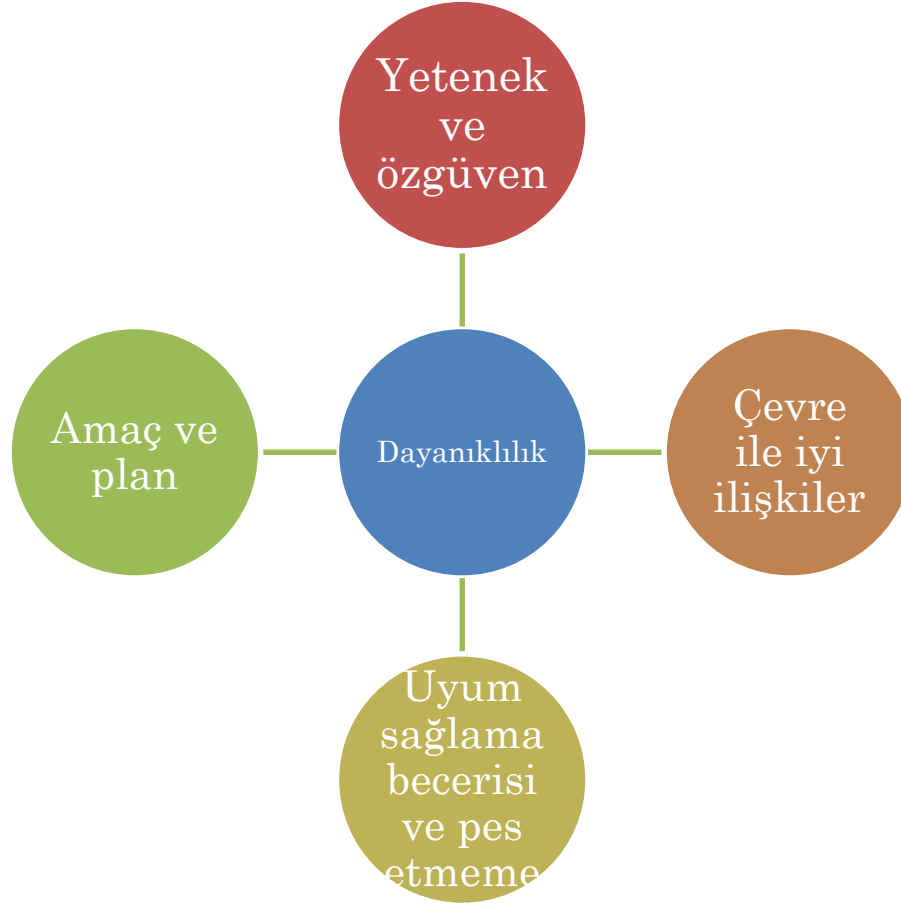 Yetenek
ve
özgüven
Amaç ve
plan
Dayanıklılık
Çevre
ile iyi
ilişkiler
Uyum
sağlama
becerisi
ve pes
etmeme